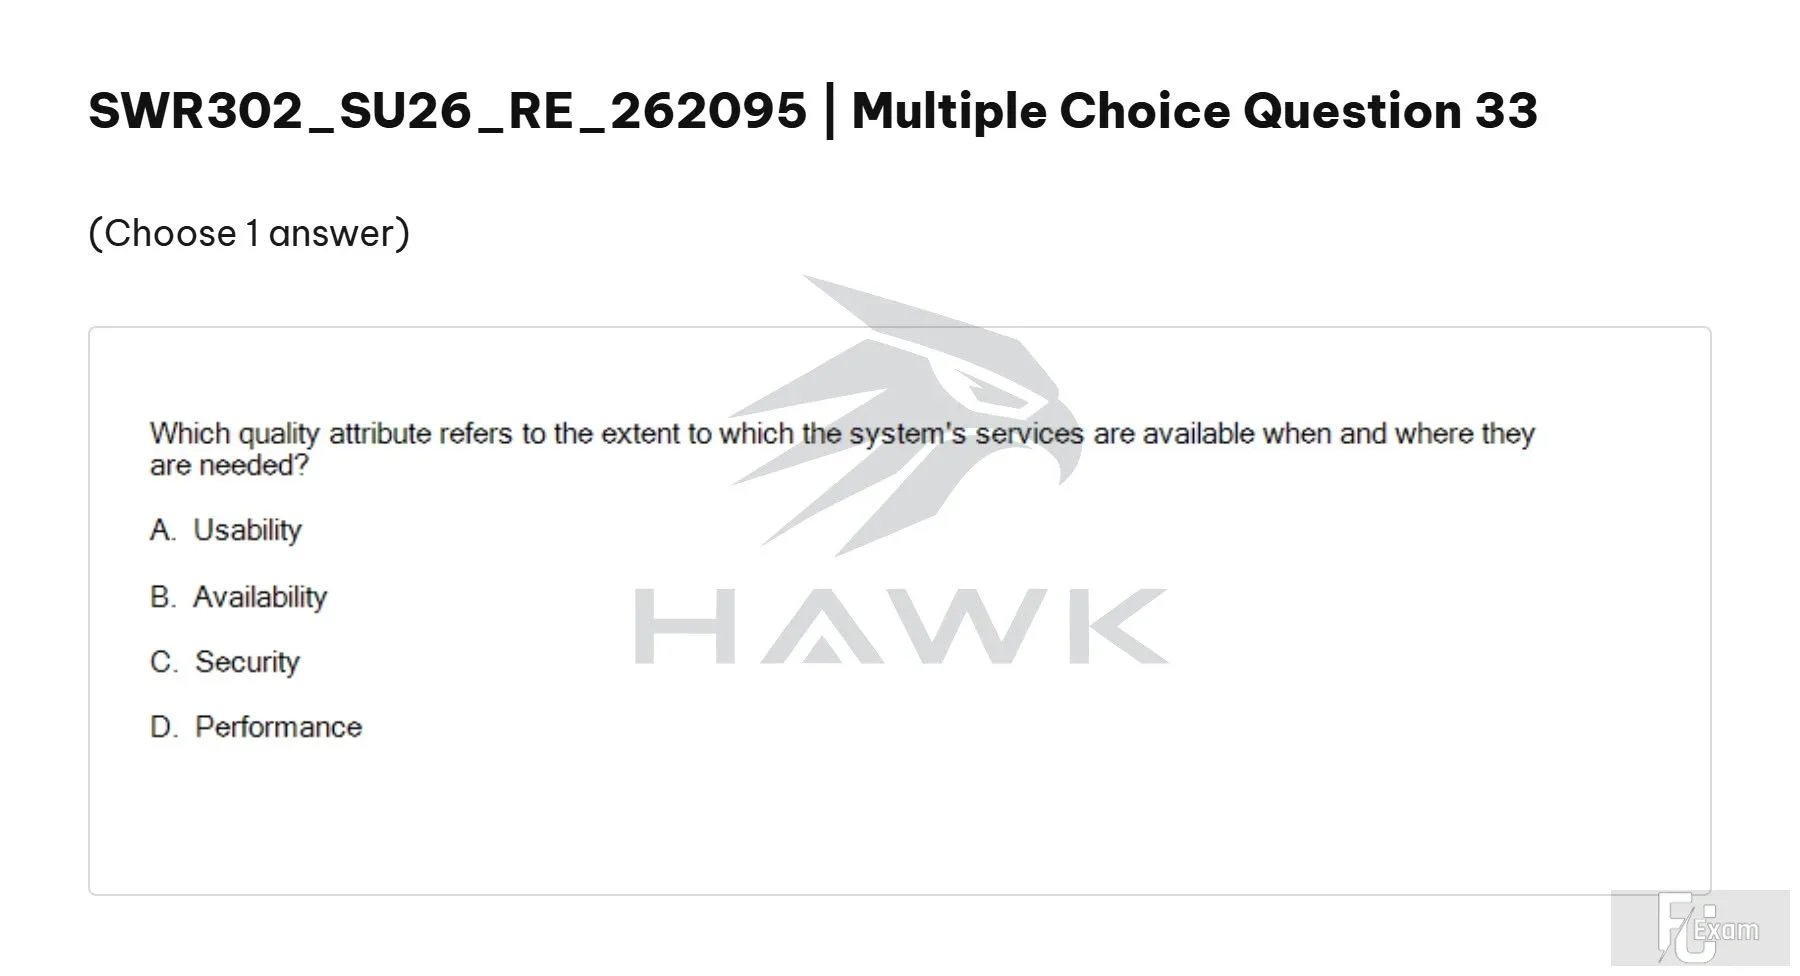 SWR302_SU26_RE_262095 | Multiple Choice Question 33
(Choose 1 answer)
Which quality attribute refers to the extent to which the system's services are available when and where they
are needed?
A. Usability
B. Availability
C. Security
D. Performance
HAWK
FU Exam